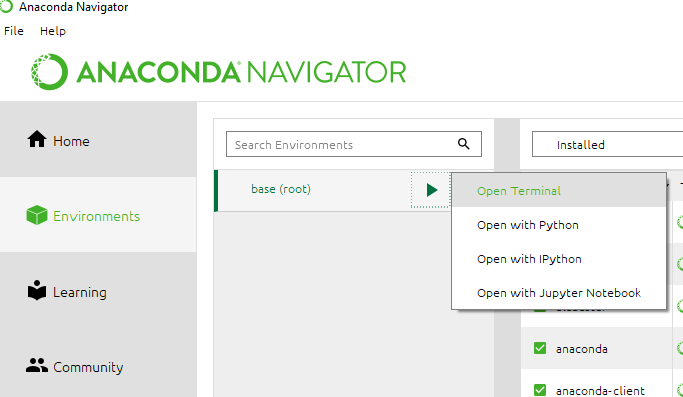 Anaconda Navigator
File Help
ANACONDA NAVIGATOR
Home
Environments
Learning
Community
Search Environments
base (root)
Installed
Open Terminal
Open with Python
Open with IPython
Open with Jupyter Notebook
anaconda
anaconda-client